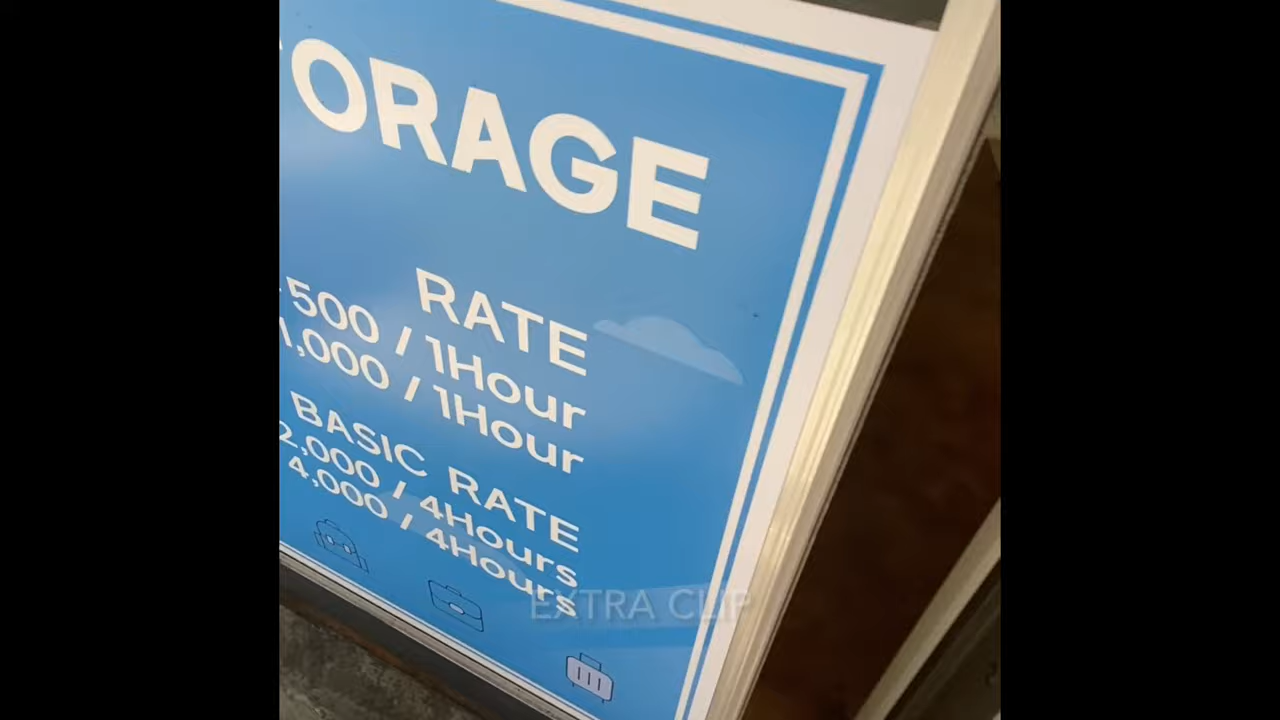 ORAGE
RATE
500 / 1Hour
1,000 / 1Hour
BASIC RATE
2,000 / 4Hours
4,000 / 4Hours
EXTRA CLIP